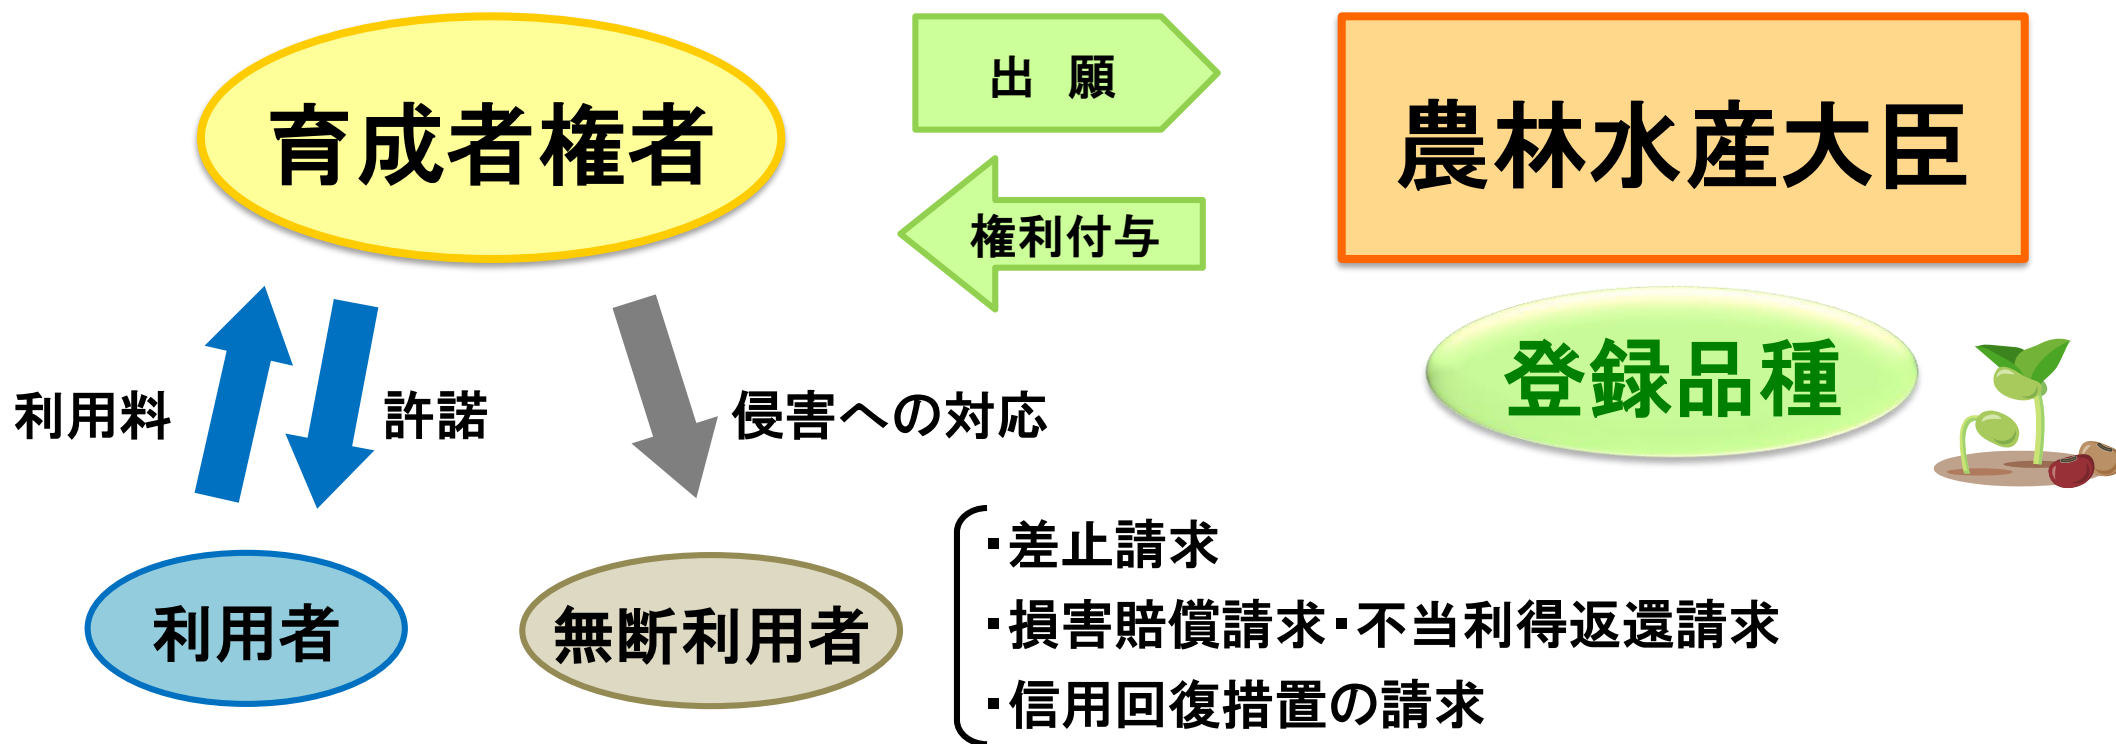 育成者権者
出　願
農林水産大臣
権利付与
登録品種
利用料
許諾
侵害への対応
利用者
無断利用者
・差止請求
・損害賠償請求・不当利得返還請求
・信用回復措置の請求